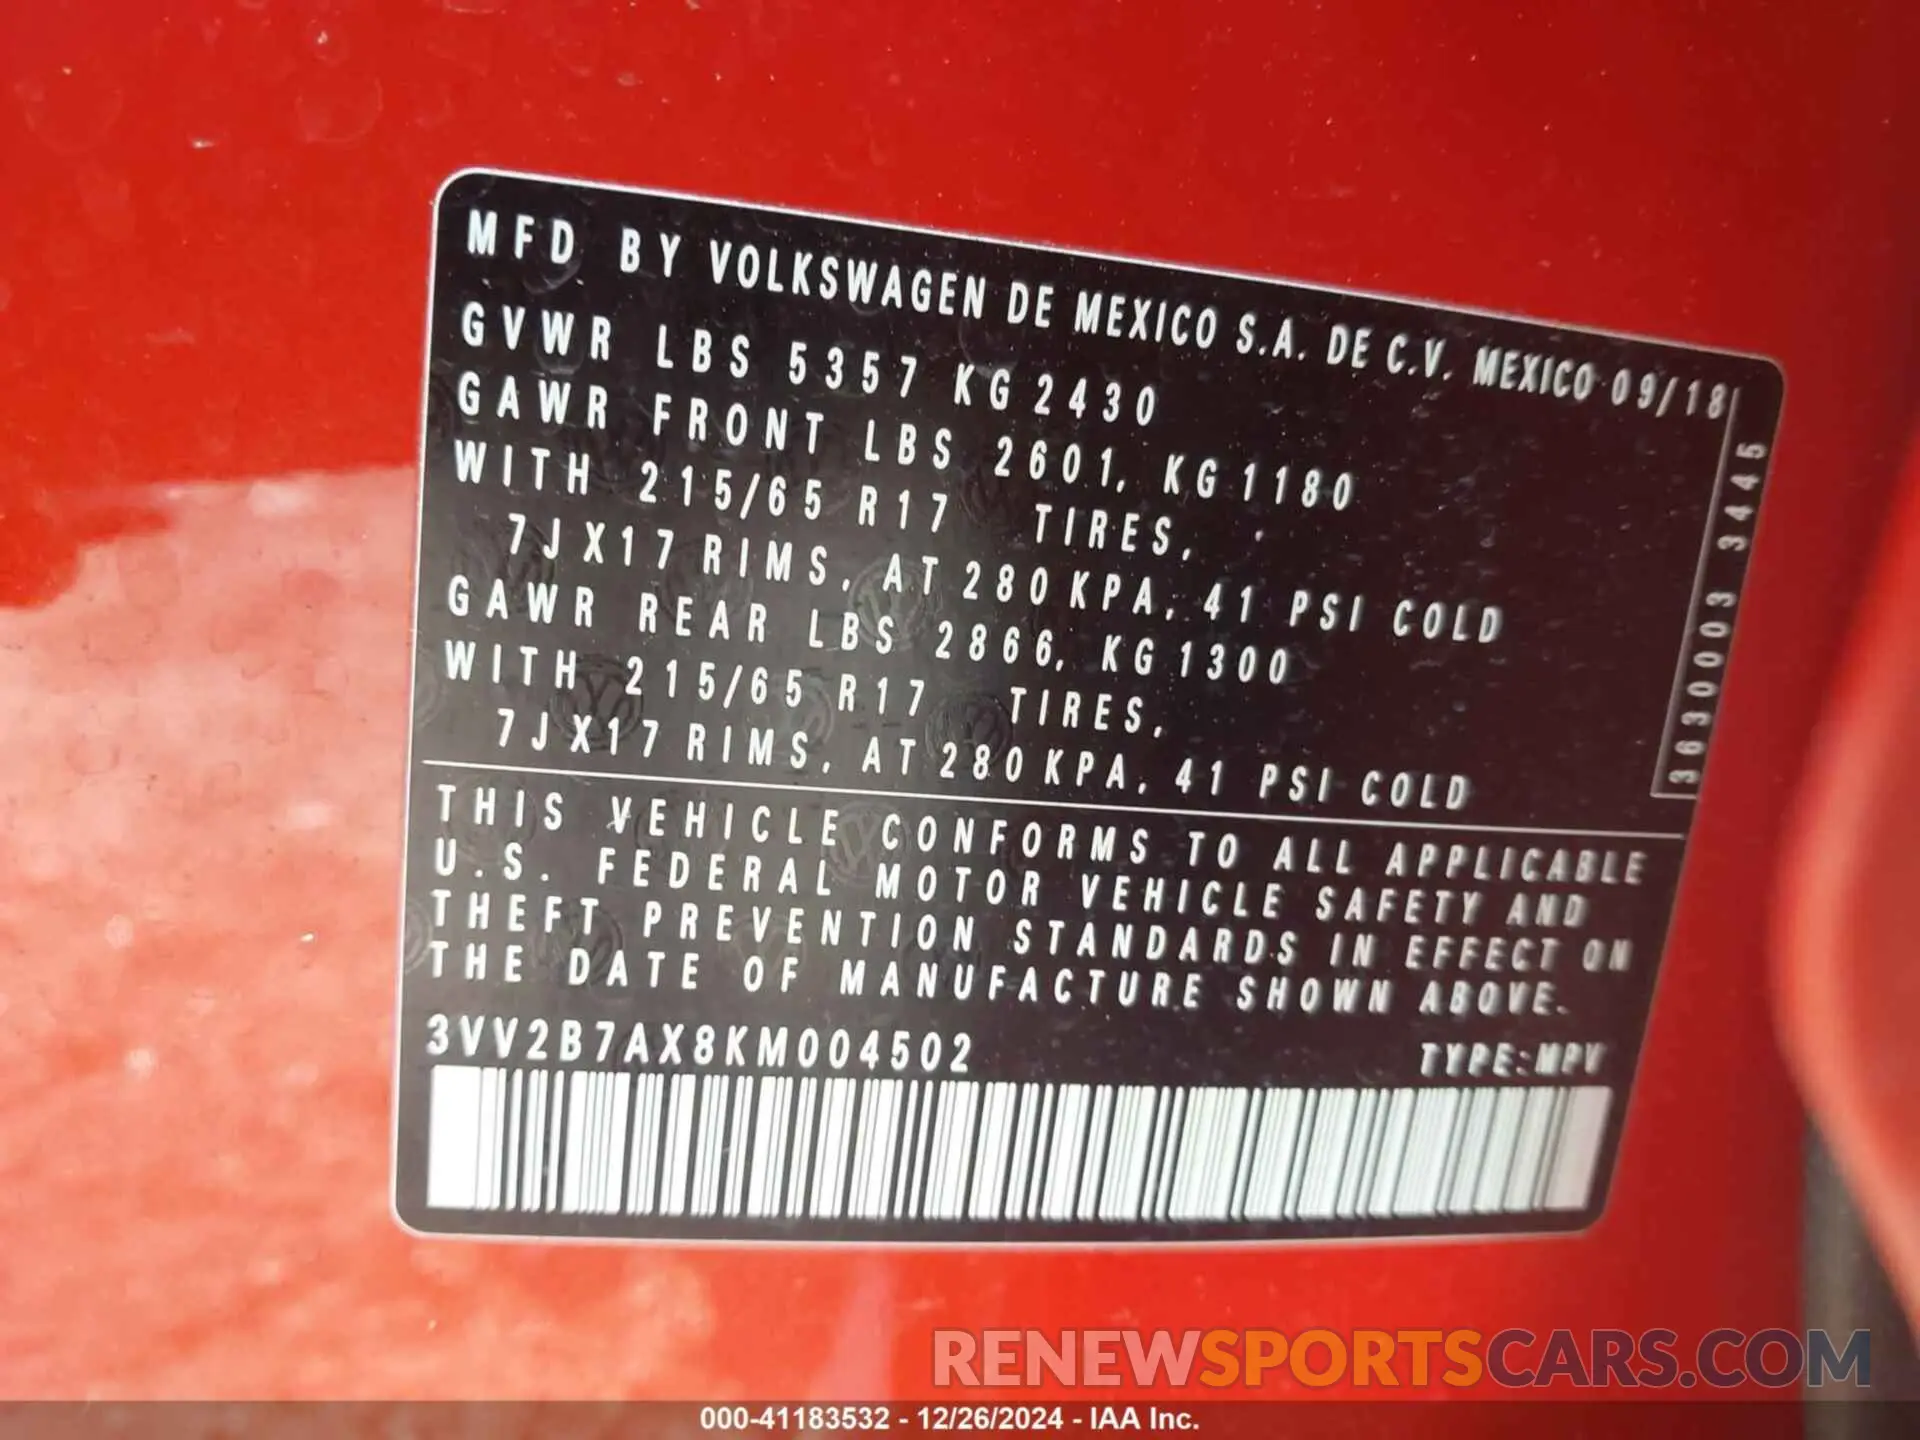 MFD BY VOLKSWAGEN DE MEXICO S.A. DE C.V. MEXICO 09/18
GVWR LBS 5357 KG 2430
GAWR FRONT LBS 2601, KG 1180
WITH 215/65 R17 TIRES,
7JX17 RIMS, AT 280 KPA, 41 PSI COLD
GAWR REAR LBS 2866, KG 1300
WITH 215/65 R17 TIRES,
7JX17 RIMS, AT 280 KPA, 41 PSI COLD
3630003 3445
THIS VEHICLE CONFORMS TO ALL APPLICABLE
U.S. FEDERAL MOTOR VEHICLE SAFETY AND
THEFT PREVENTION STANDARDS IN EFFECT ON
THE DATE OF MANUFACTURE SHOWN ABOVE.
3VV2B7AX8KM004502 TYPE: MPV
RENEWSPORTSCARS.COM
000-41183532 - 12/26/2024 - IAA Inc.